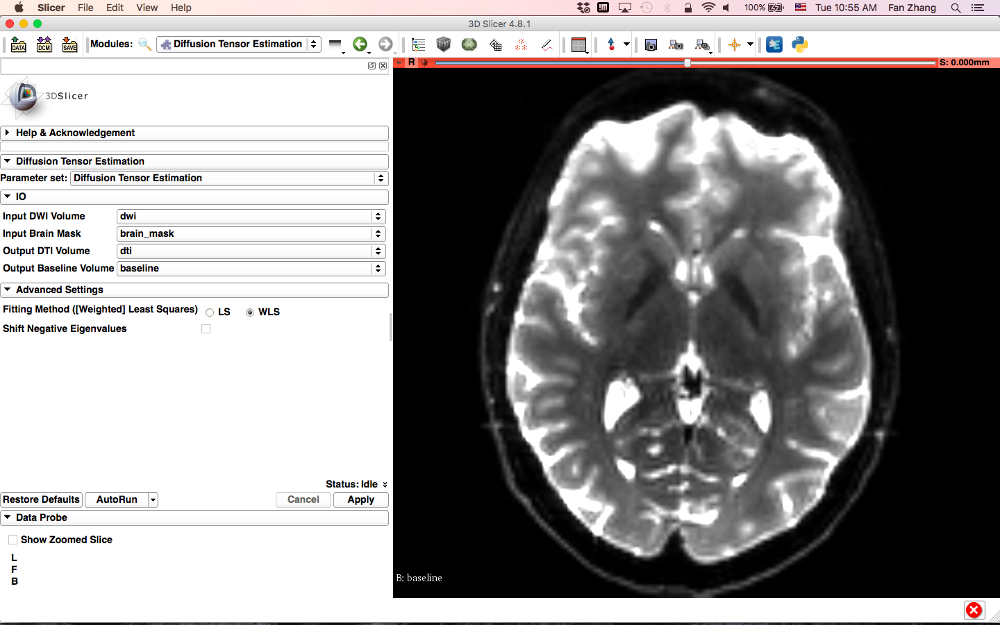 Slicer File Edit View Help 100% Tue 10:55 AM Fan Zhang
3D Slicer 4.8.1
DATA DCM SAVE Modules: Diffusion Tensor Estimation
R S: 0.000mm
3DSlicer
Help & Acknowledgement
Diffusion Tensor Estimation
Parameter set: Diffusion Tensor Estimation
IO
Input DWI Volume dwi
Input Brain Mask brain_mask
Output DTI Volume dti
Output Baseline Volume baseline
Advanced Settings
Fitting Method ([Weighted] Least Squares) LS WLS
Shift Negative Eigenvalues
Status: Idle
Restore Defaults AutoRun Cancel Apply
Data Probe
Show Zoomed Slice
L
F
B
B: baseline